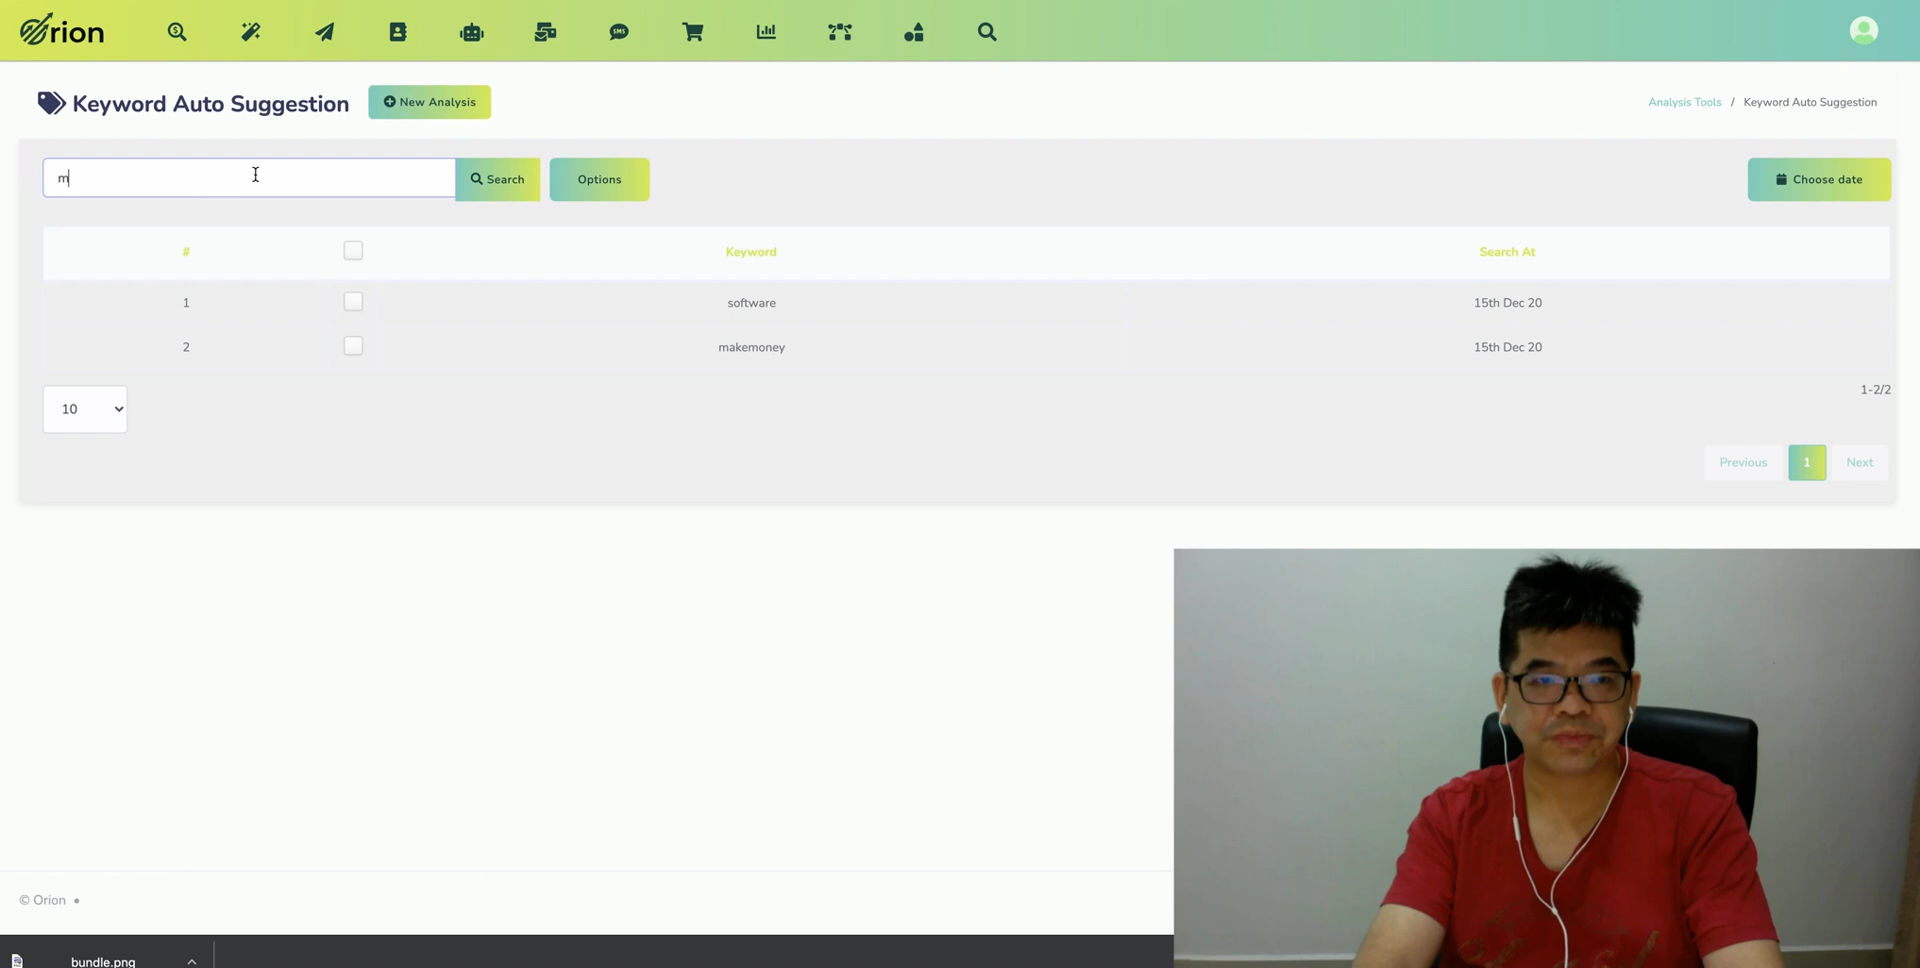 Orion
SMS
Keyword Auto Suggestion
New Analysis
Analysis Tools / Keyword Auto Suggestion
m
Search
Options
Choose date
# Keyword Search At
1 software 15th Dec 20
2 makemoney 15th Dec 20
1-2/2
10
Previous 1 Next
© Orion •
bundle.png